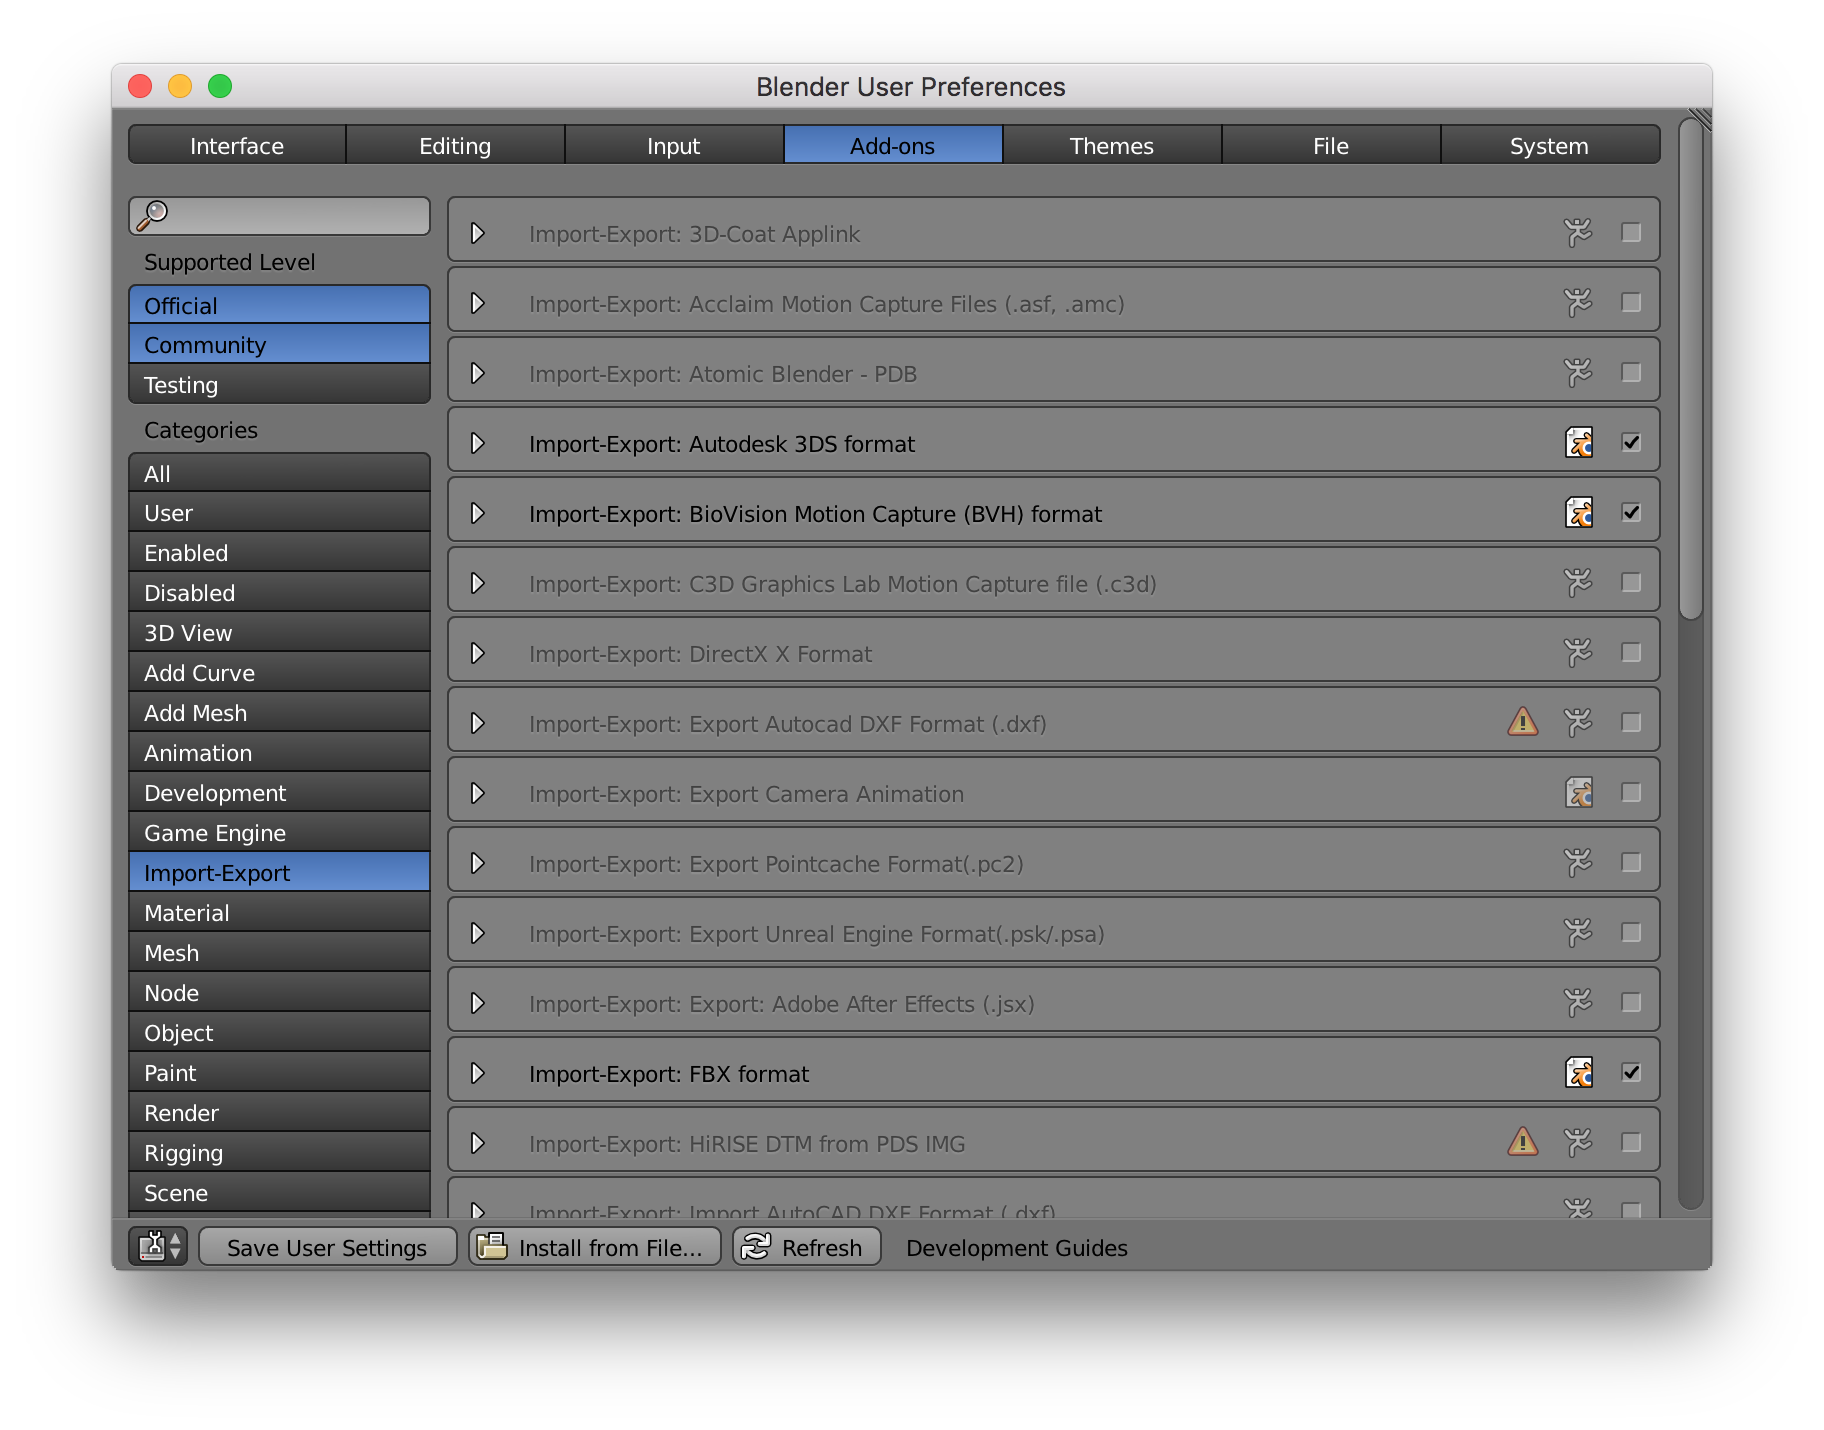 Blender User Preferences
Interface Editing Input Add-ons Themes File System
Supported Level
Official
Community
Testing
Categories
All
User
Enabled
Disabled
3D View
Add Curve
Add Mesh
Animation
Development
Game Engine
Import-Export
Material
Mesh
Node
Object
Paint
Render
Rigging
Scene
Import-Export: 3D-Coat Applink
Import-Export: Acclaim Motion Capture Files (.asf, .amc)
Import-Export: Atomic Blender - PDB
Import-Export: Autodesk 3DS format
Import-Export: BioVision Motion Capture (BVH) format
Import-Export: C3D Graphics Lab Motion Capture file (.c3d)
Import-Export: DirectX X Format
Import-Export: Export Autocad DXF Format (.dxf)
Import-Export: Export Camera Animation
Import-Export: Export Pointcache Format(.pc2)
Import-Export: Export Unreal Engine Format(.psk/.psa)
Import-Export: Export: Adobe After Effects (.jsx)
Import-Export: FBX format
Import-Export: HiRISE DTM from PDS IMG
Import-Export: Import AutoCAD DXF Format (.dxf)
Save User Settings Install from File... Refresh Development Guides